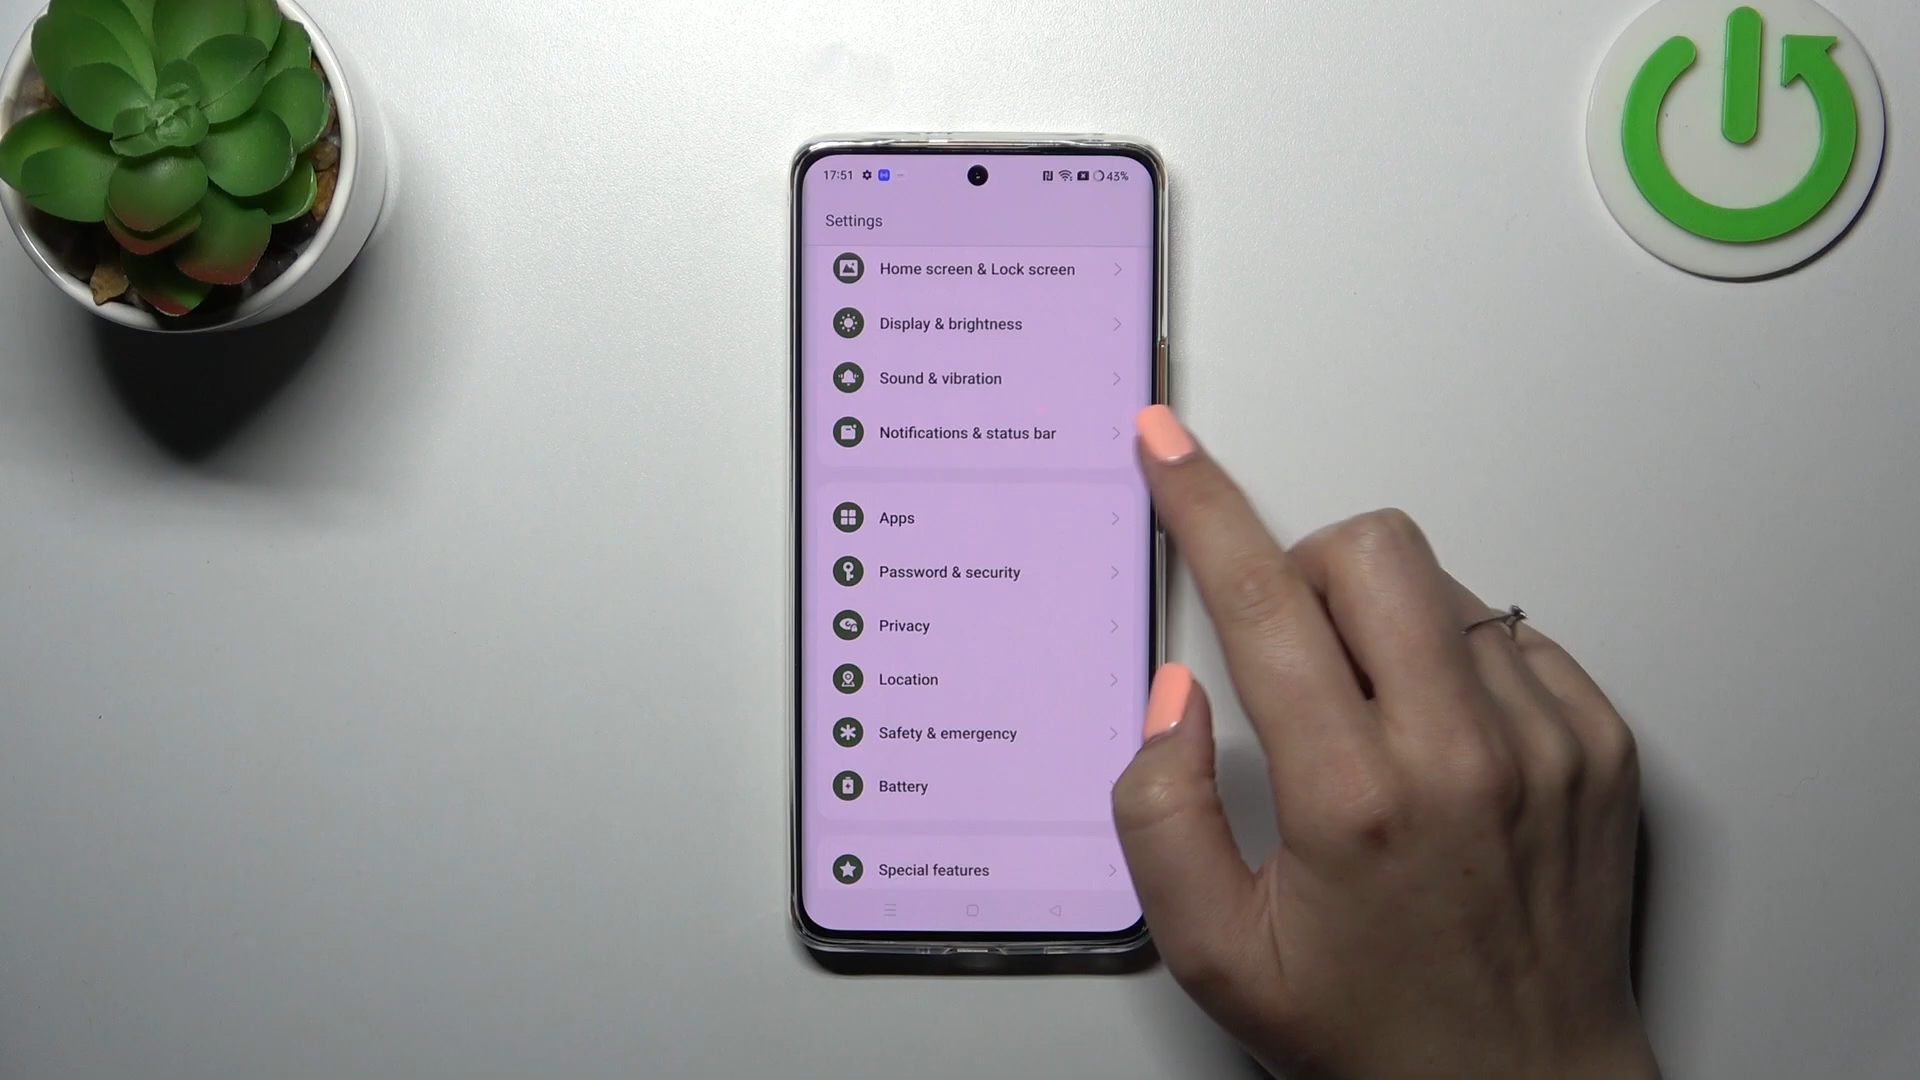 17:51
43%
Settings
Home screen & Lock screen
Display & brightness
Sound & vibration
Notifications & status bar
Apps
Password & security
Privacy
Location
Safety & emergency
Battery
Special features